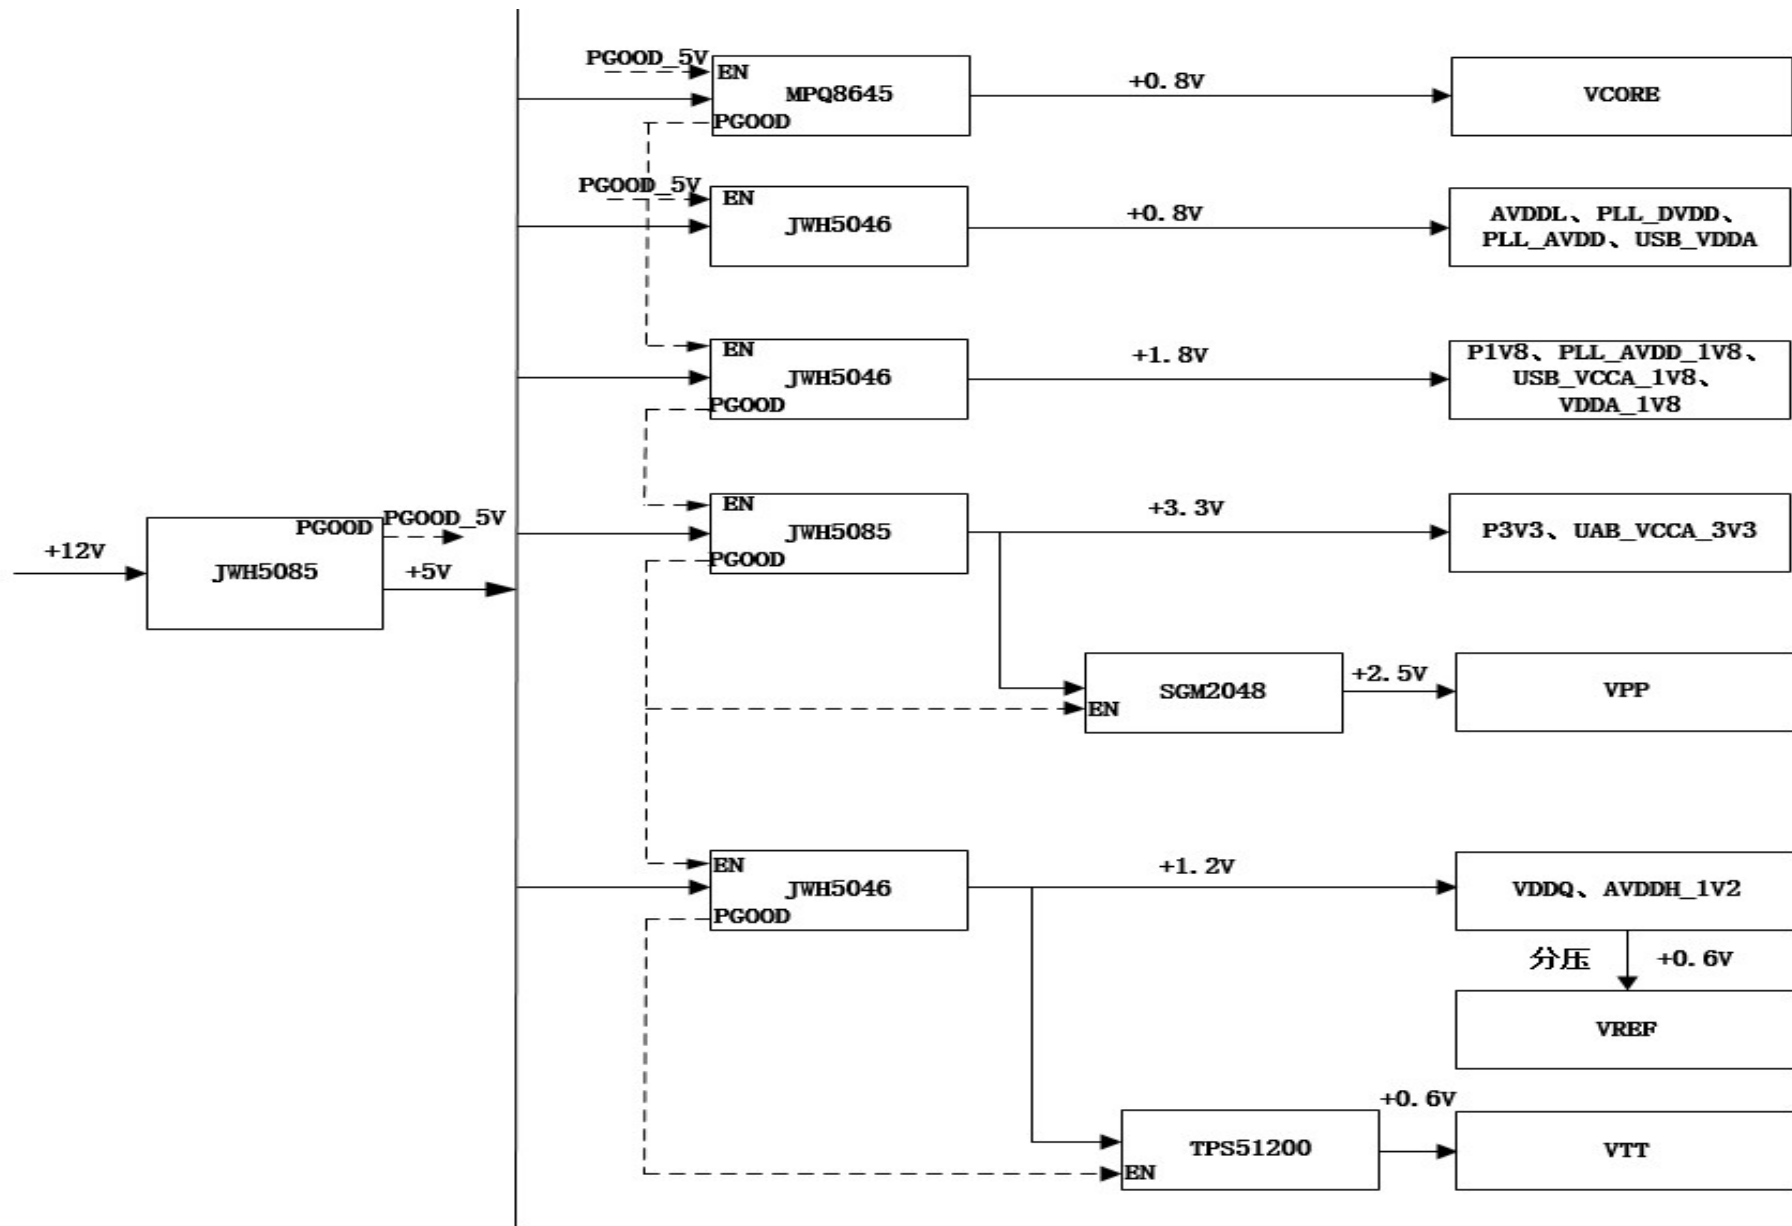 PGOOD_5V
EN
MPQ8645
PGOOD
+0.8V
VCORE
PGOOD_5V
EN
JWH5046
+0.8V
AVDDL、PLL_DVDD、
PLL_AVDD、USB_VDDA
EN
JWH5046
PGOOD
+1.8V
P1V8、PLL_AVDD_1V8、
USB_VCCA_1V8、
VDDA_1V8
+12V
PGOOD
JWH5085
PGOOD_5V
+5V
EN
JWH5085
PGOOD
+3.3V
P3V3、UAB_VCCA_3V3
SGM2048
EN
+2.5V
VPP
EN
JWH5046
PGOOD
+1.2V
VDDQ、AVDDH_1V2
分压
+0.6V
VREF
TPS51200
EN
+0.6V
VTT